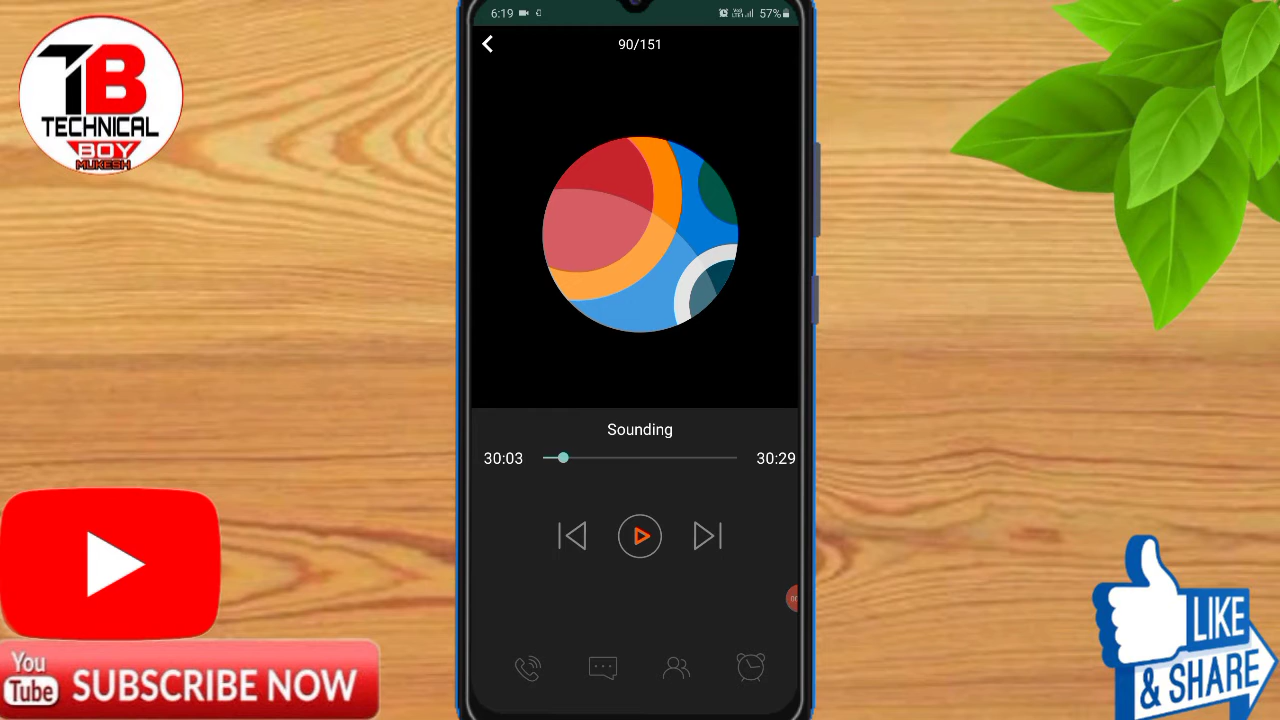 TB
TECHNICAL
BOY
MUKESH
6:19
57%
90/151
Sounding
30:03
30:29
You
Tube
SUBSCRIBE NOW
LIKE
& SHARE